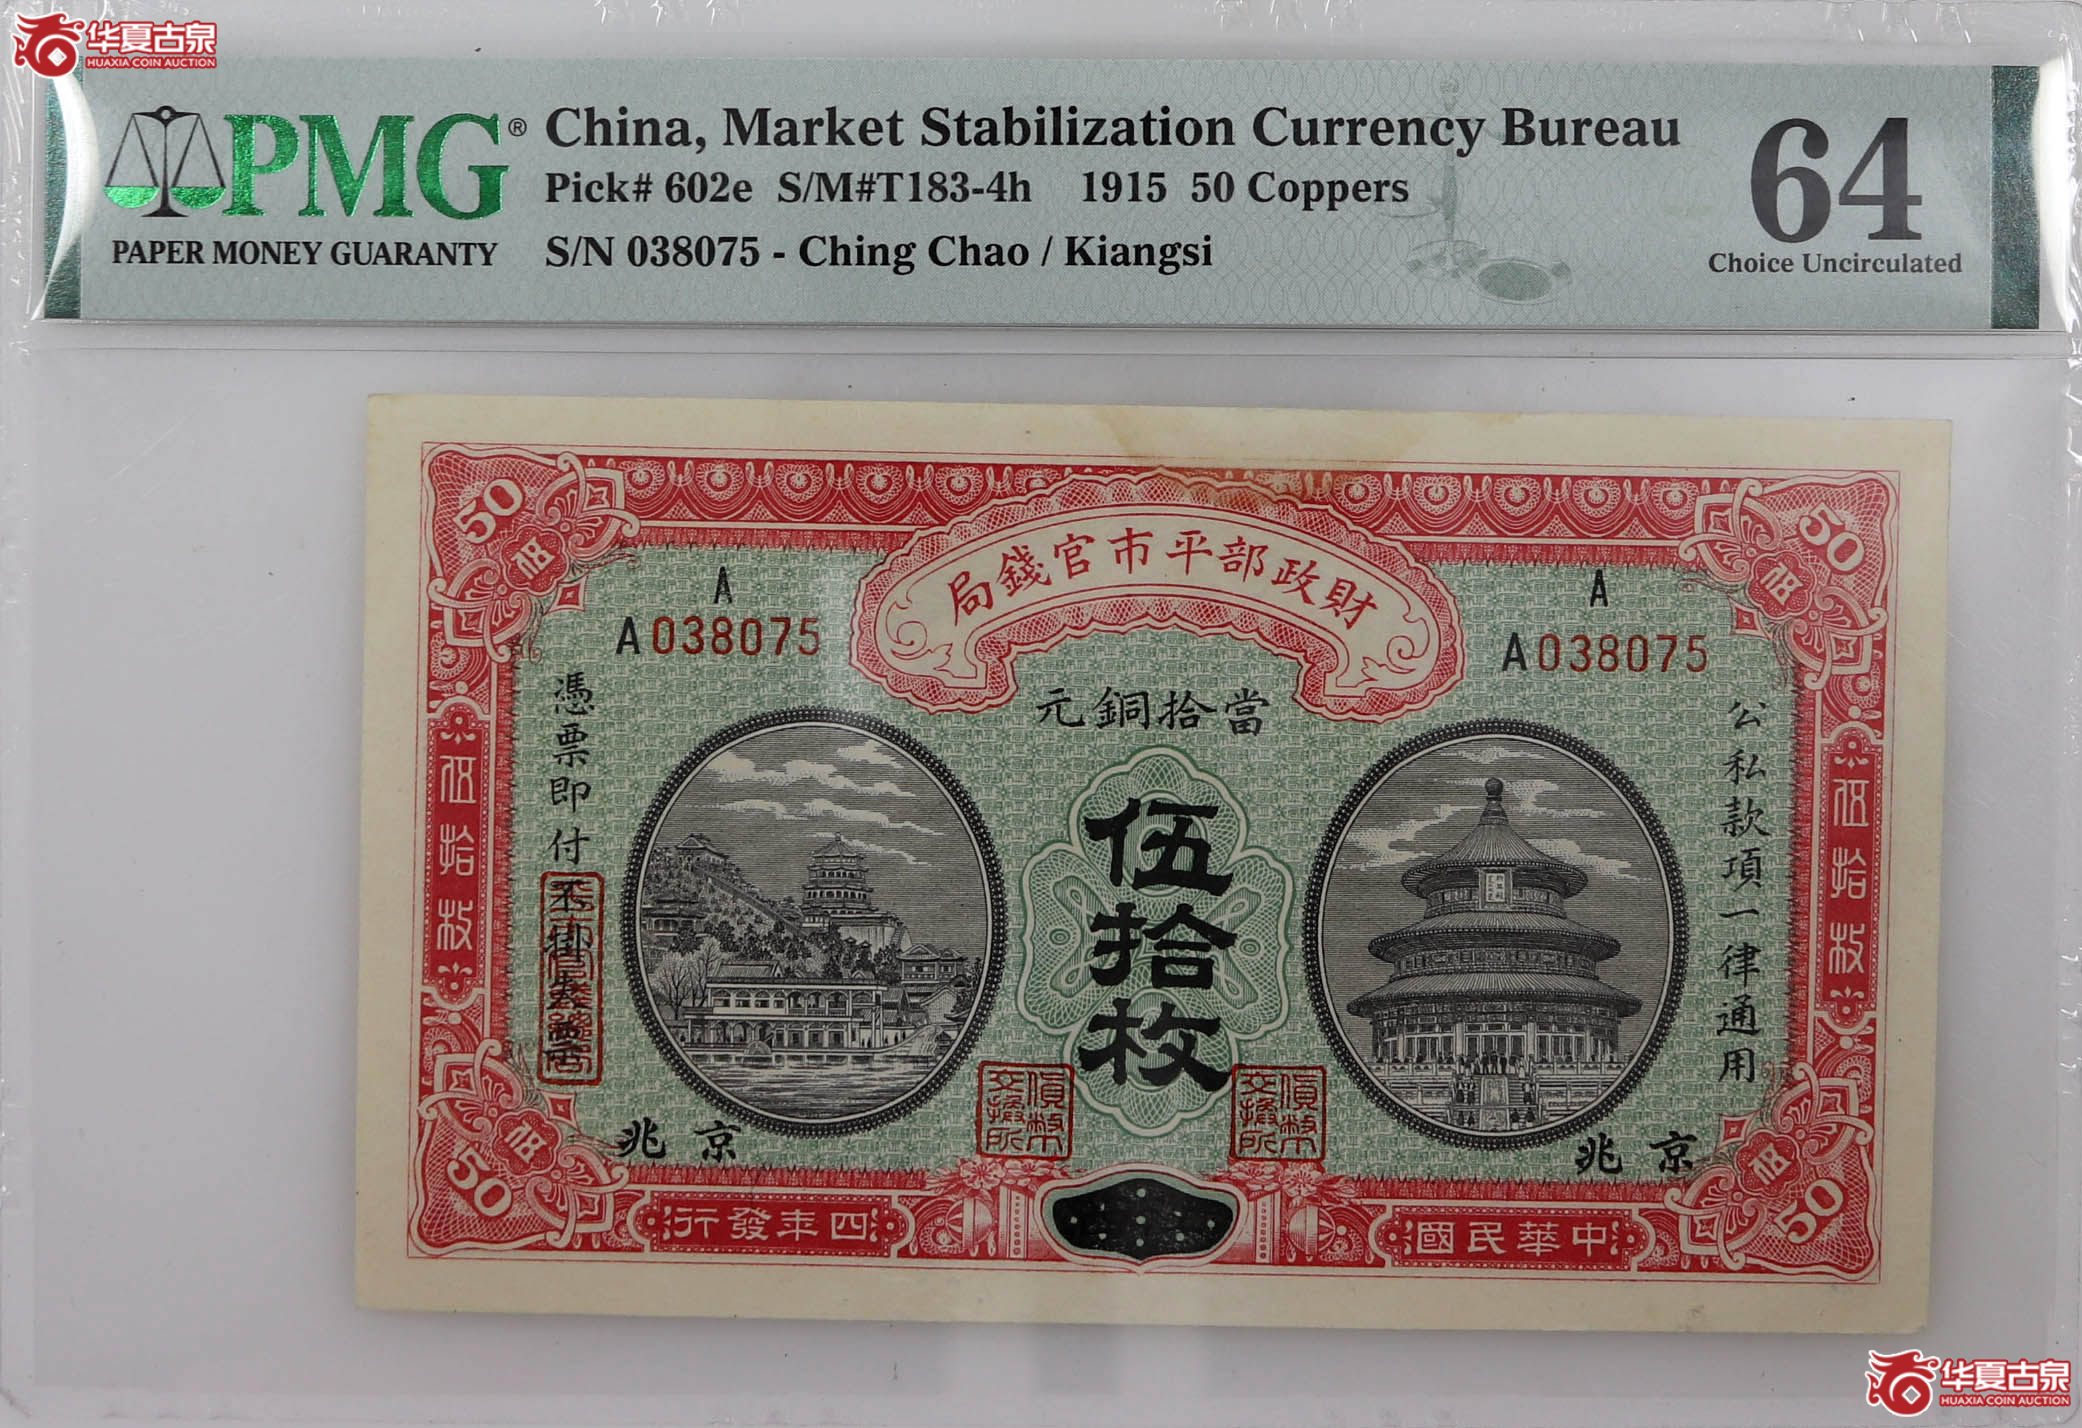 华夏古泉
HUAXIA COIN AUCTION
PMG®
PAPER MONEY GUARANTY
China, Market Stabilization Currency Bureau
Pick# 602e S/M#T183-4h 1915 50 Coppers
S/N 038075 - Ching Chao / Kiangsi
64
Choice Uncirculated
50
50
伍
伍
局錢官市平部政財
A
A038075
A
A038075
元銅拾當
伍拾枚
公私款項一律通用
憑票即付
伍拾枚
伍拾枚
兆京
兆京
50
50
行發年四
國民華中
华夏古泉
HUAXIA COIN AUCTION